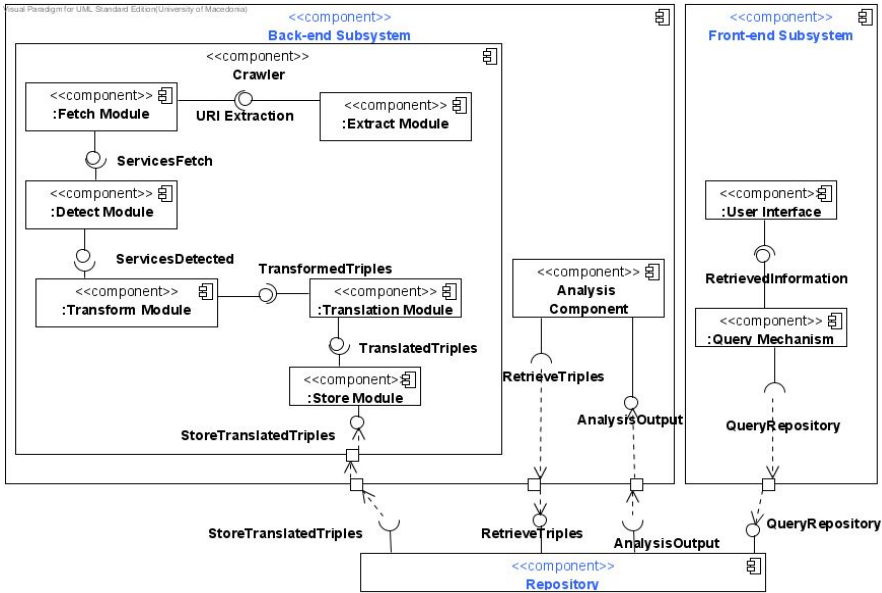 Visual Paradigm for UML Standard Edition(University of Macedonia)
<<component>>
Back-end Subsystem
<<component>>
Front-end Subsystem
<<component>>
Crawler
<<component>>
:Fetch Module
URI Extraction
<<component>>
:Extract Module
ServicesFetch
<<component>>
:Detect Module
<<component>>
:User Interface
ServicesDetected
TransformedTriples
<<component>>
Analysis
Component
RetrievedInformation
<<component>>
:Transform Module
<<component>>
:Translation Module
<<component>>
:Query Mechanism
TranslatedTriples
<<component>>
:Store Module
RetrieveTriples
AnalysisOutput
QueryRepository
StoreTranslatedTriples
StoreTranslatedTriples
RetrieveTriples
AnalysisOutput
QueryRepository
<<component>>
Repository